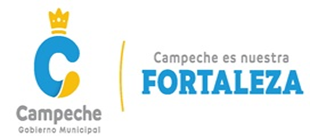 Campeche
Gobierno Municipal
Campeche es nuestra
FORTALEZA